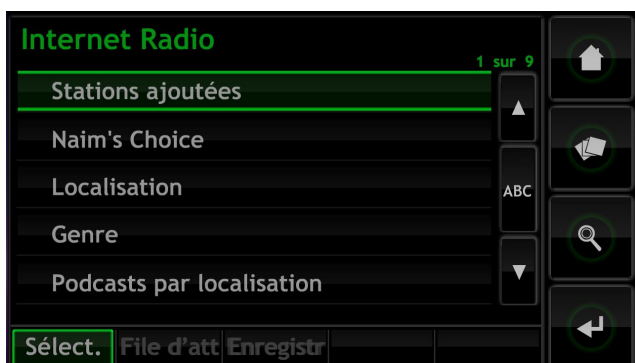 Internet Radio
1 sur 9
Stations ajoutées
Naim's Choice
Localisation
ABC
Genre
Podcasts par localisation
Sélect. File d'att Enregistr